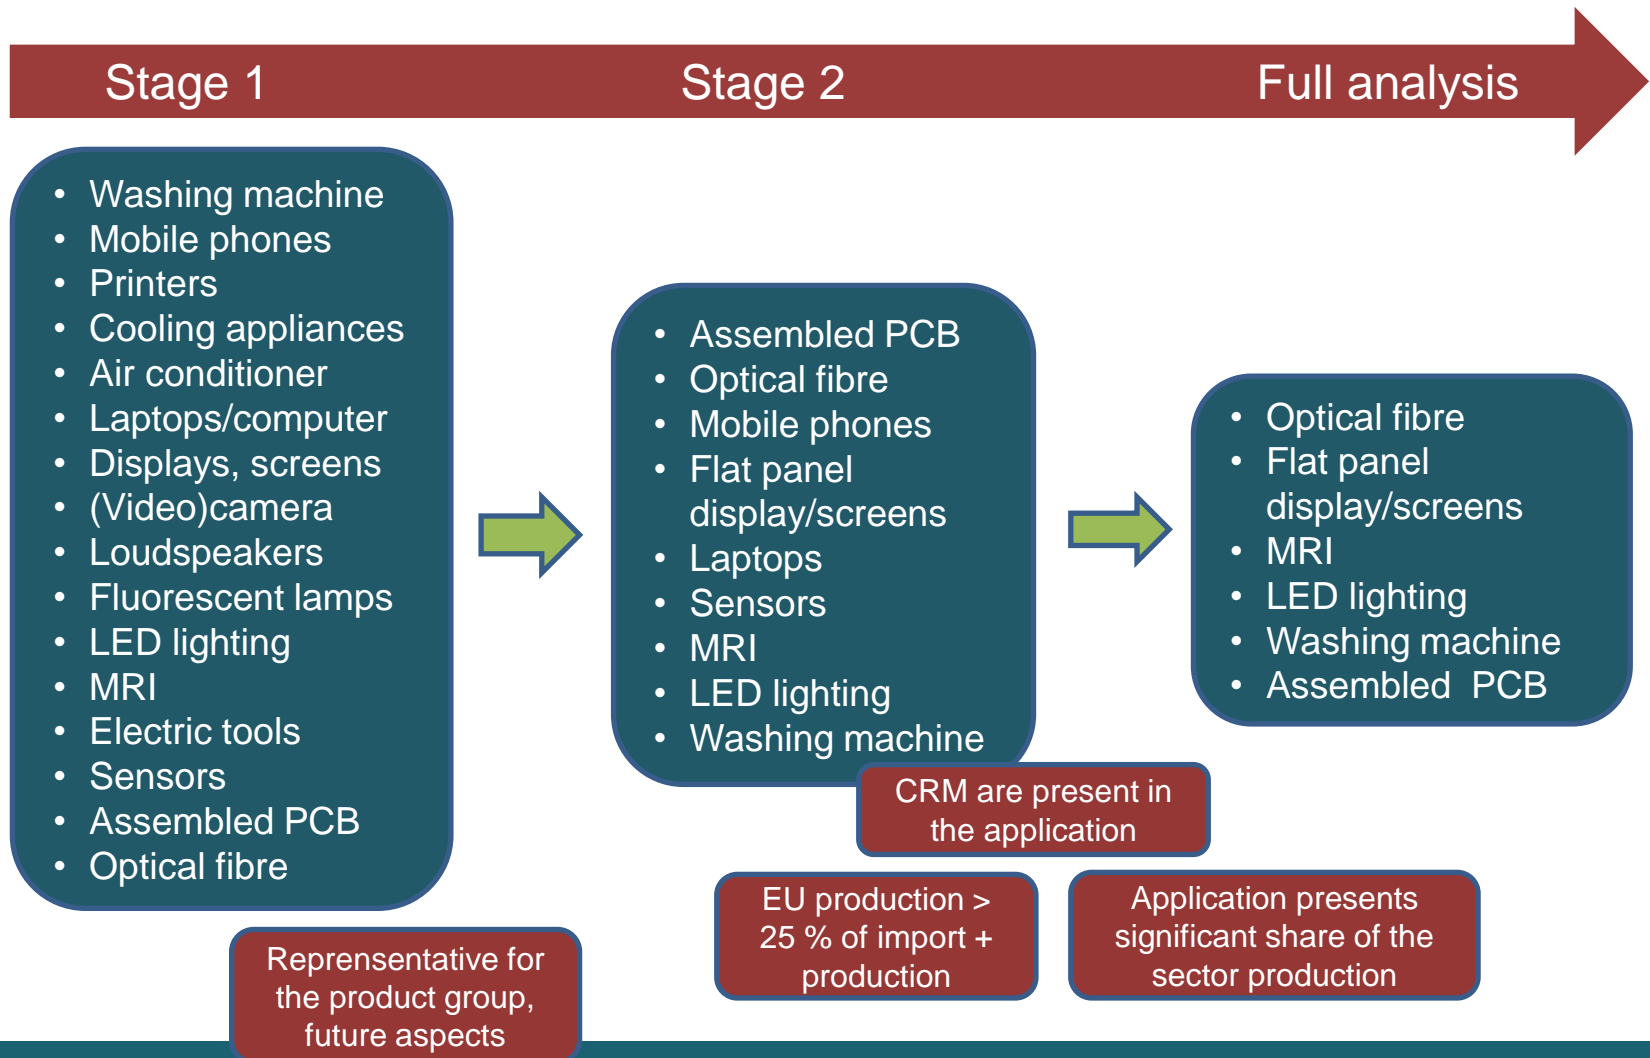 Stage 1
Stage 2
Full analysis
• Washing machine
• Mobile phones
• Printers
• Cooling appliances
• Air conditioner
• Laptops/computer
• Displays, screens
• (Video)camera
• Loudspeakers
• Fluorescent lamps
• LED lighting
• MRI
• Electric tools
• Sensors
• Assembled PCB
• Optical fibre
Reprensentative for
the product group,
future aspects
• Assembled PCB
• Optical fibre
• Mobile phones
• Flat panel
display/screens
• Laptops
• Sensors
• MRI
• LED lighting
• Washing machine
CRM are present in
the application
EU production >
25 % of import +
production
Application presents
significant share of the
sector production
• Optical fibre
• Flat panel
display/screens
• MRI
• LED lighting
• Washing machine
• Assembled  PCB